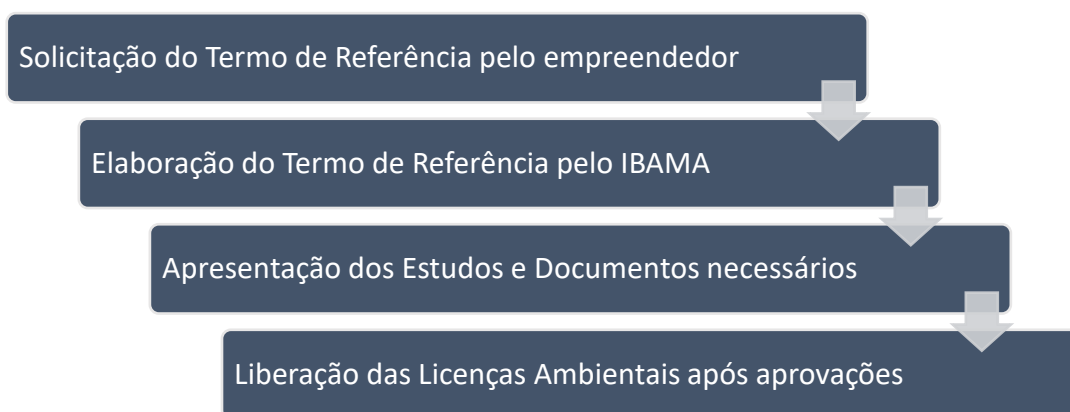 Solicitação do Termo de Referência pelo empreendedor
Elaboração do Termo de Referência pelo IBAMA
Apresentação dos Estudos e Documentos necessários
Liberação das Licenças Ambientais após aprovações